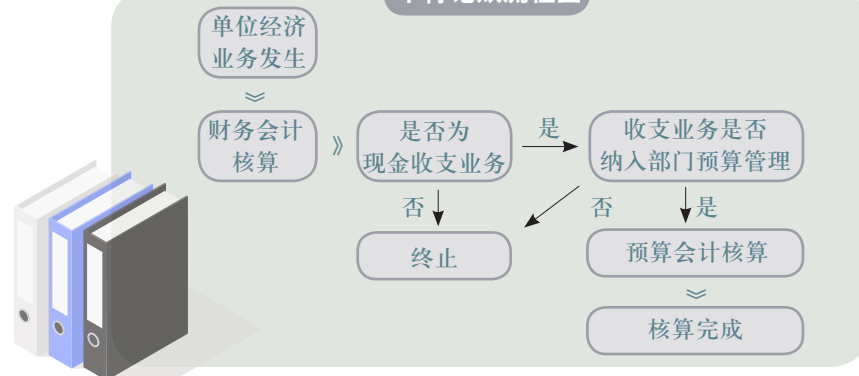 单位经济
业务发生
财务会计
核算
是否为
现金收支业务
是
收支业务是否
纳入部门预算管理
否
否
是
终止
预算会计核算
核算完成